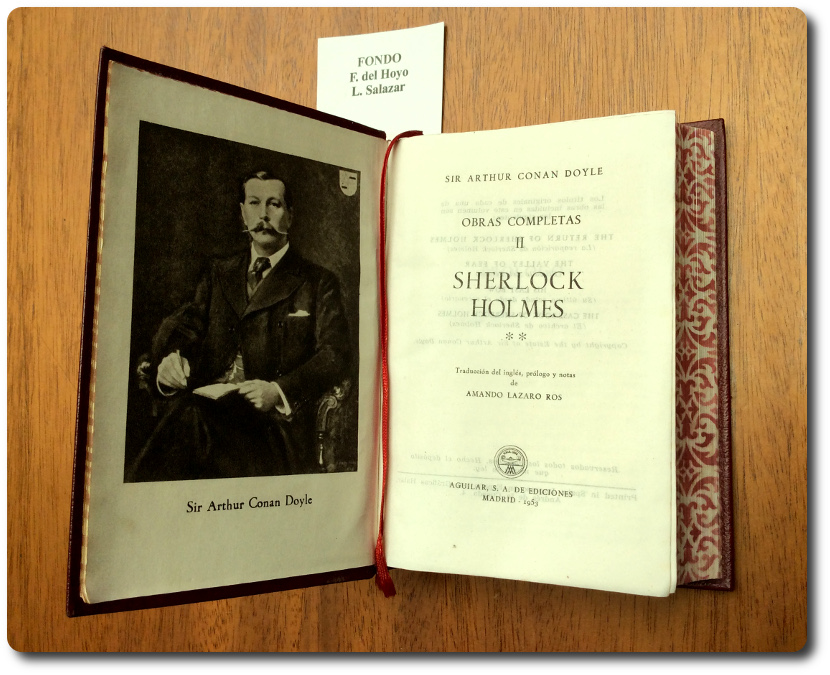 FONDO
F. del Hoyo
L. Salazar
Sir Arthur Conan Doyle
SIR ARTHUR CONAN DOYLE
OBRAS COMPLETAS
II
SHERLOCK
HOLMES
**
Traducción del inglés, prólogo y notas
de
AMANDO LAZARO ROS
AGUILAR, S. A. DE EDICIONES
MADRID - 1953